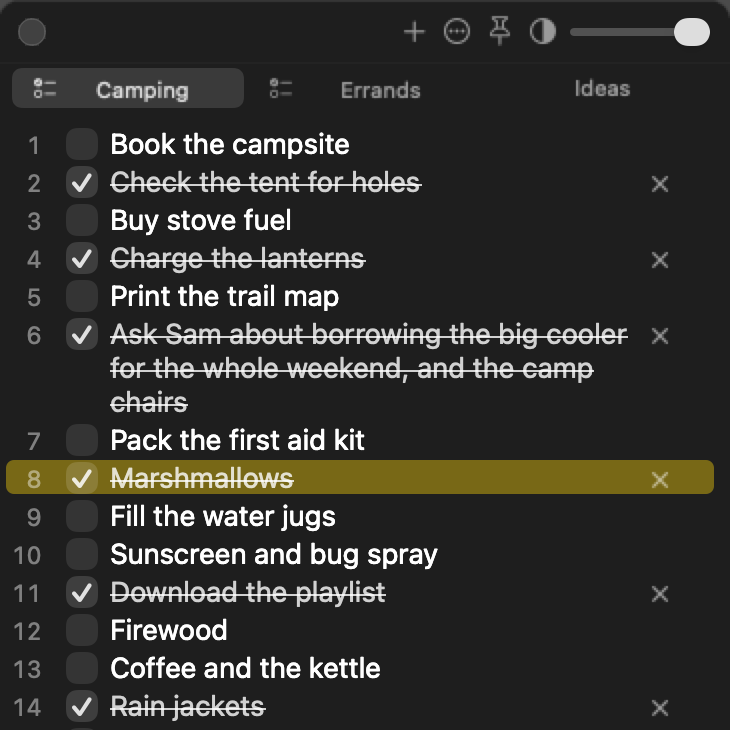 Camping Errands Ideas
1 Book the campsite
2 Check the tent for holes
3 Buy stove fuel
4 Charge the lanterns
5 Print the trail map
6 Ask Sam about borrowing the big cooler
for the whole weekend, and the camp
chairs
7 Pack the first aid kit
8 Marshmallows
9 Fill the water jugs
10 Sunscreen and bug spray
11 Download the playlist
12 Firewood
13 Coffee and the kettle
14 Rain jackets